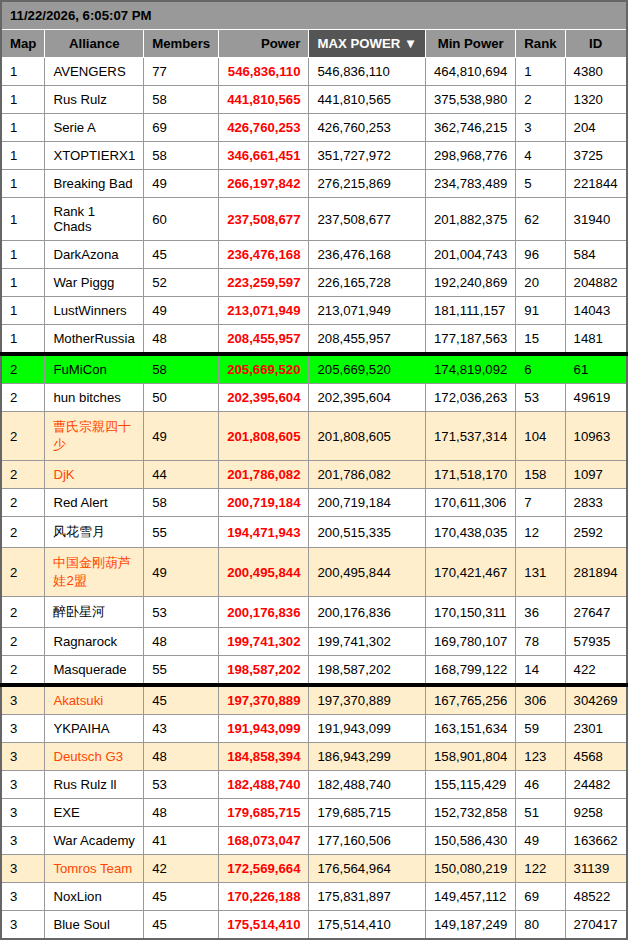 11/22/2026, 6:05:07 PM
Map Alliance Members Power MAX POWER ▼ Min Power Rank ID
1 AVENGERS 77 546,836,110 546,836,110 464,810,694 1 4380
1 Rus Rulz 58 441,810,565 441,810,565 375,538,980 2 1320
1 Serie A 69 426,760,253 426,760,253 362,746,215 3 204
1 XTOPTIERX1 58 346,661,451 351,727,972 298,968,776 4 3725
1 Breaking Bad 49 266,197,842 276,215,869 234,783,489 5 221844
1 Rank 1
Chads 60 237,508,677 237,508,677 201,882,375 62 31940
1 DarkAzona 45 236,476,168 236,476,168 201,004,743 96 584
1 War Piggg 52 223,259,597 226,165,728 192,240,869 20 204882
1 LustWinners 49 213,071,949 213,071,949 181,111,157 91 14043
1 MotherRussia 48 208,455,957 208,455,957 177,187,563 15 1481
2 FuMiCon 58 205,669,520 205,669,520 174,819,092 6 61
2 hun bitches 50 202,395,604 202,395,604 172,036,263 53 49619
2 曹氏宗親四十
少 49 201,808,605 201,808,605 171,537,314 104 10963
2 DjK 44 201,786,082 201,786,082 171,518,170 158 1097
2 Red Alert 58 200,719,184 200,719,184 170,611,306 7 2833
2 风花雪月 55 194,471,943 200,515,335 170,438,035 12 2592
2 中国金刚葫芦
娃2盟 49 200,495,844 200,495,844 170,421,467 131 281894
2 醉卧星河 53 200,176,836 200,176,836 170,150,311 36 27647
2 Ragnarock 48 199,741,302 199,741,302 169,780,107 78 57935
2 Masquerade 55 198,587,202 198,587,202 168,799,122 14 422
3 Akatsuki 45 197,370,889 197,370,889 167,765,256 306 304269
3 YKPAIHA 43 191,943,099 191,943,099 163,151,634 59 2301
3 Deutsch G3 48 184,858,394 186,943,299 158,901,804 123 4568
3 Rus Rulz ll 53 182,488,740 182,488,740 155,115,429 46 24482
3 EXE 48 179,685,715 179,685,715 152,732,858 51 9258
3 War Academy 41 168,073,047 177,160,506 150,586,430 49 163662
3 Tomros Team 42 172,569,664 176,564,964 150,080,219 122 31139
3 NoxLion 45 170,226,188 175,831,897 149,457,112 69 48522
3 Blue Soul 45 175,514,410 175,514,410 149,187,249 80 270417